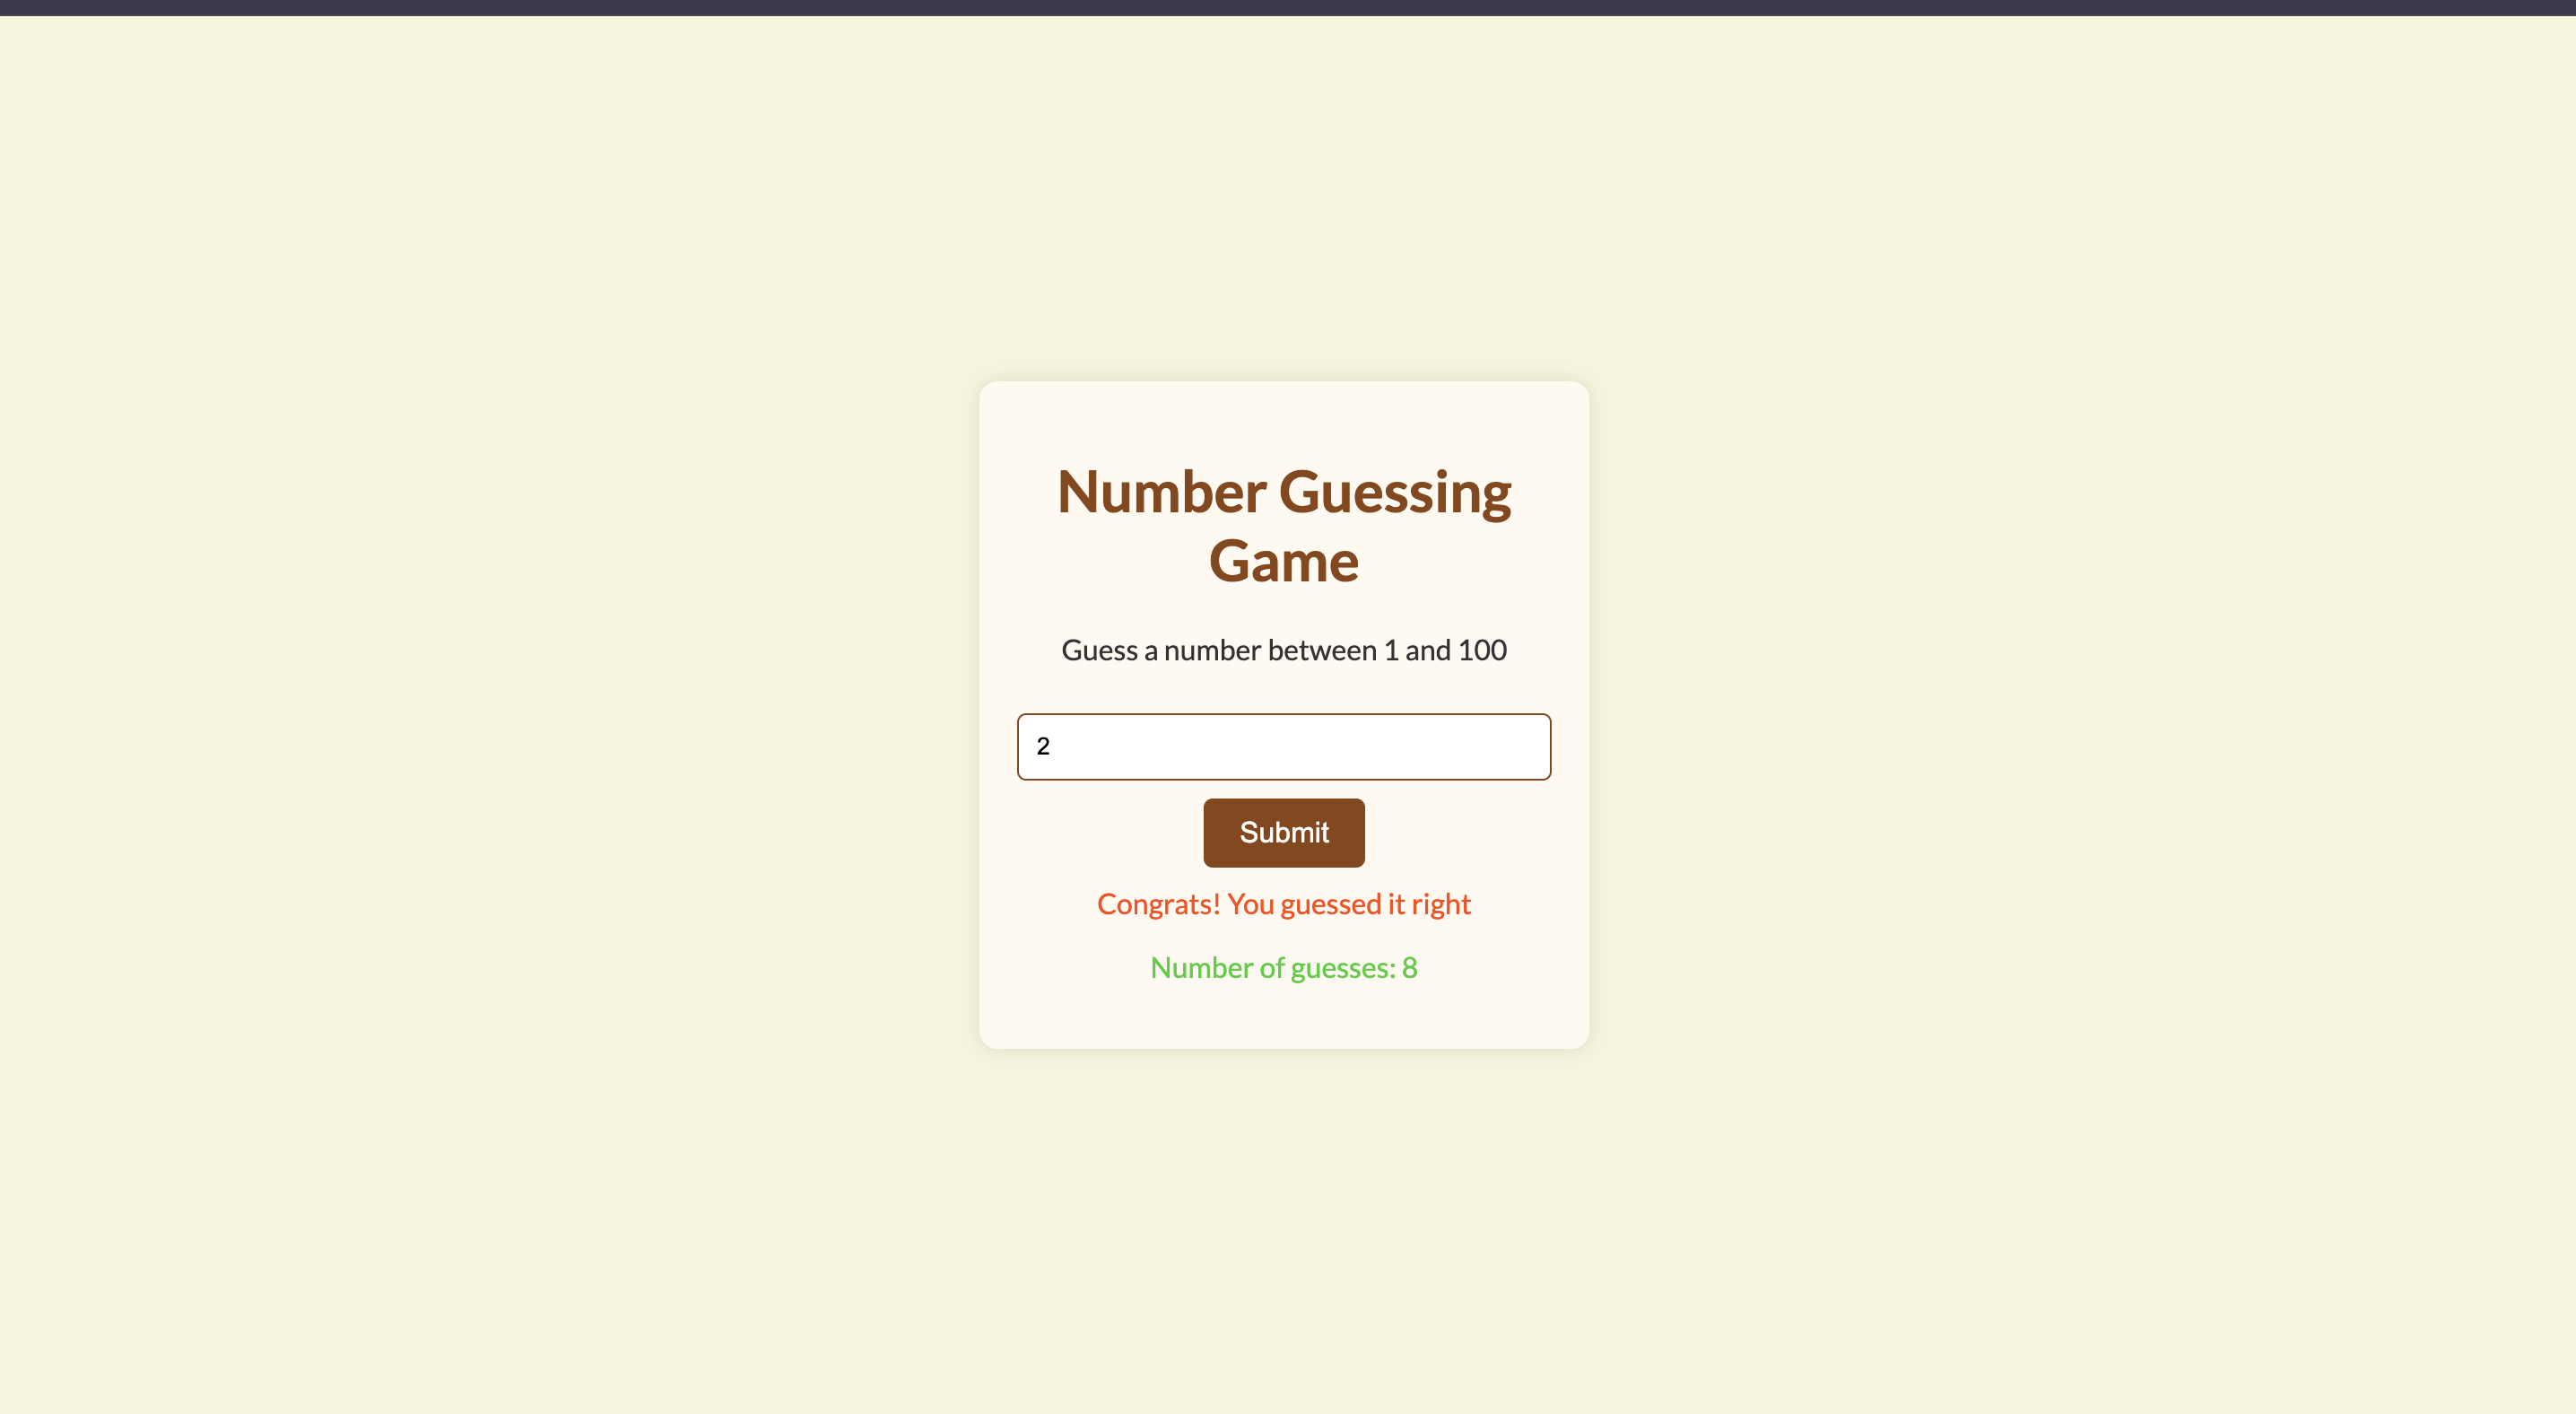 Number Guessing
Game
Guess a number between 1 and 100
2
Submit
Congrats! You guessed it right
Number of guesses: 8